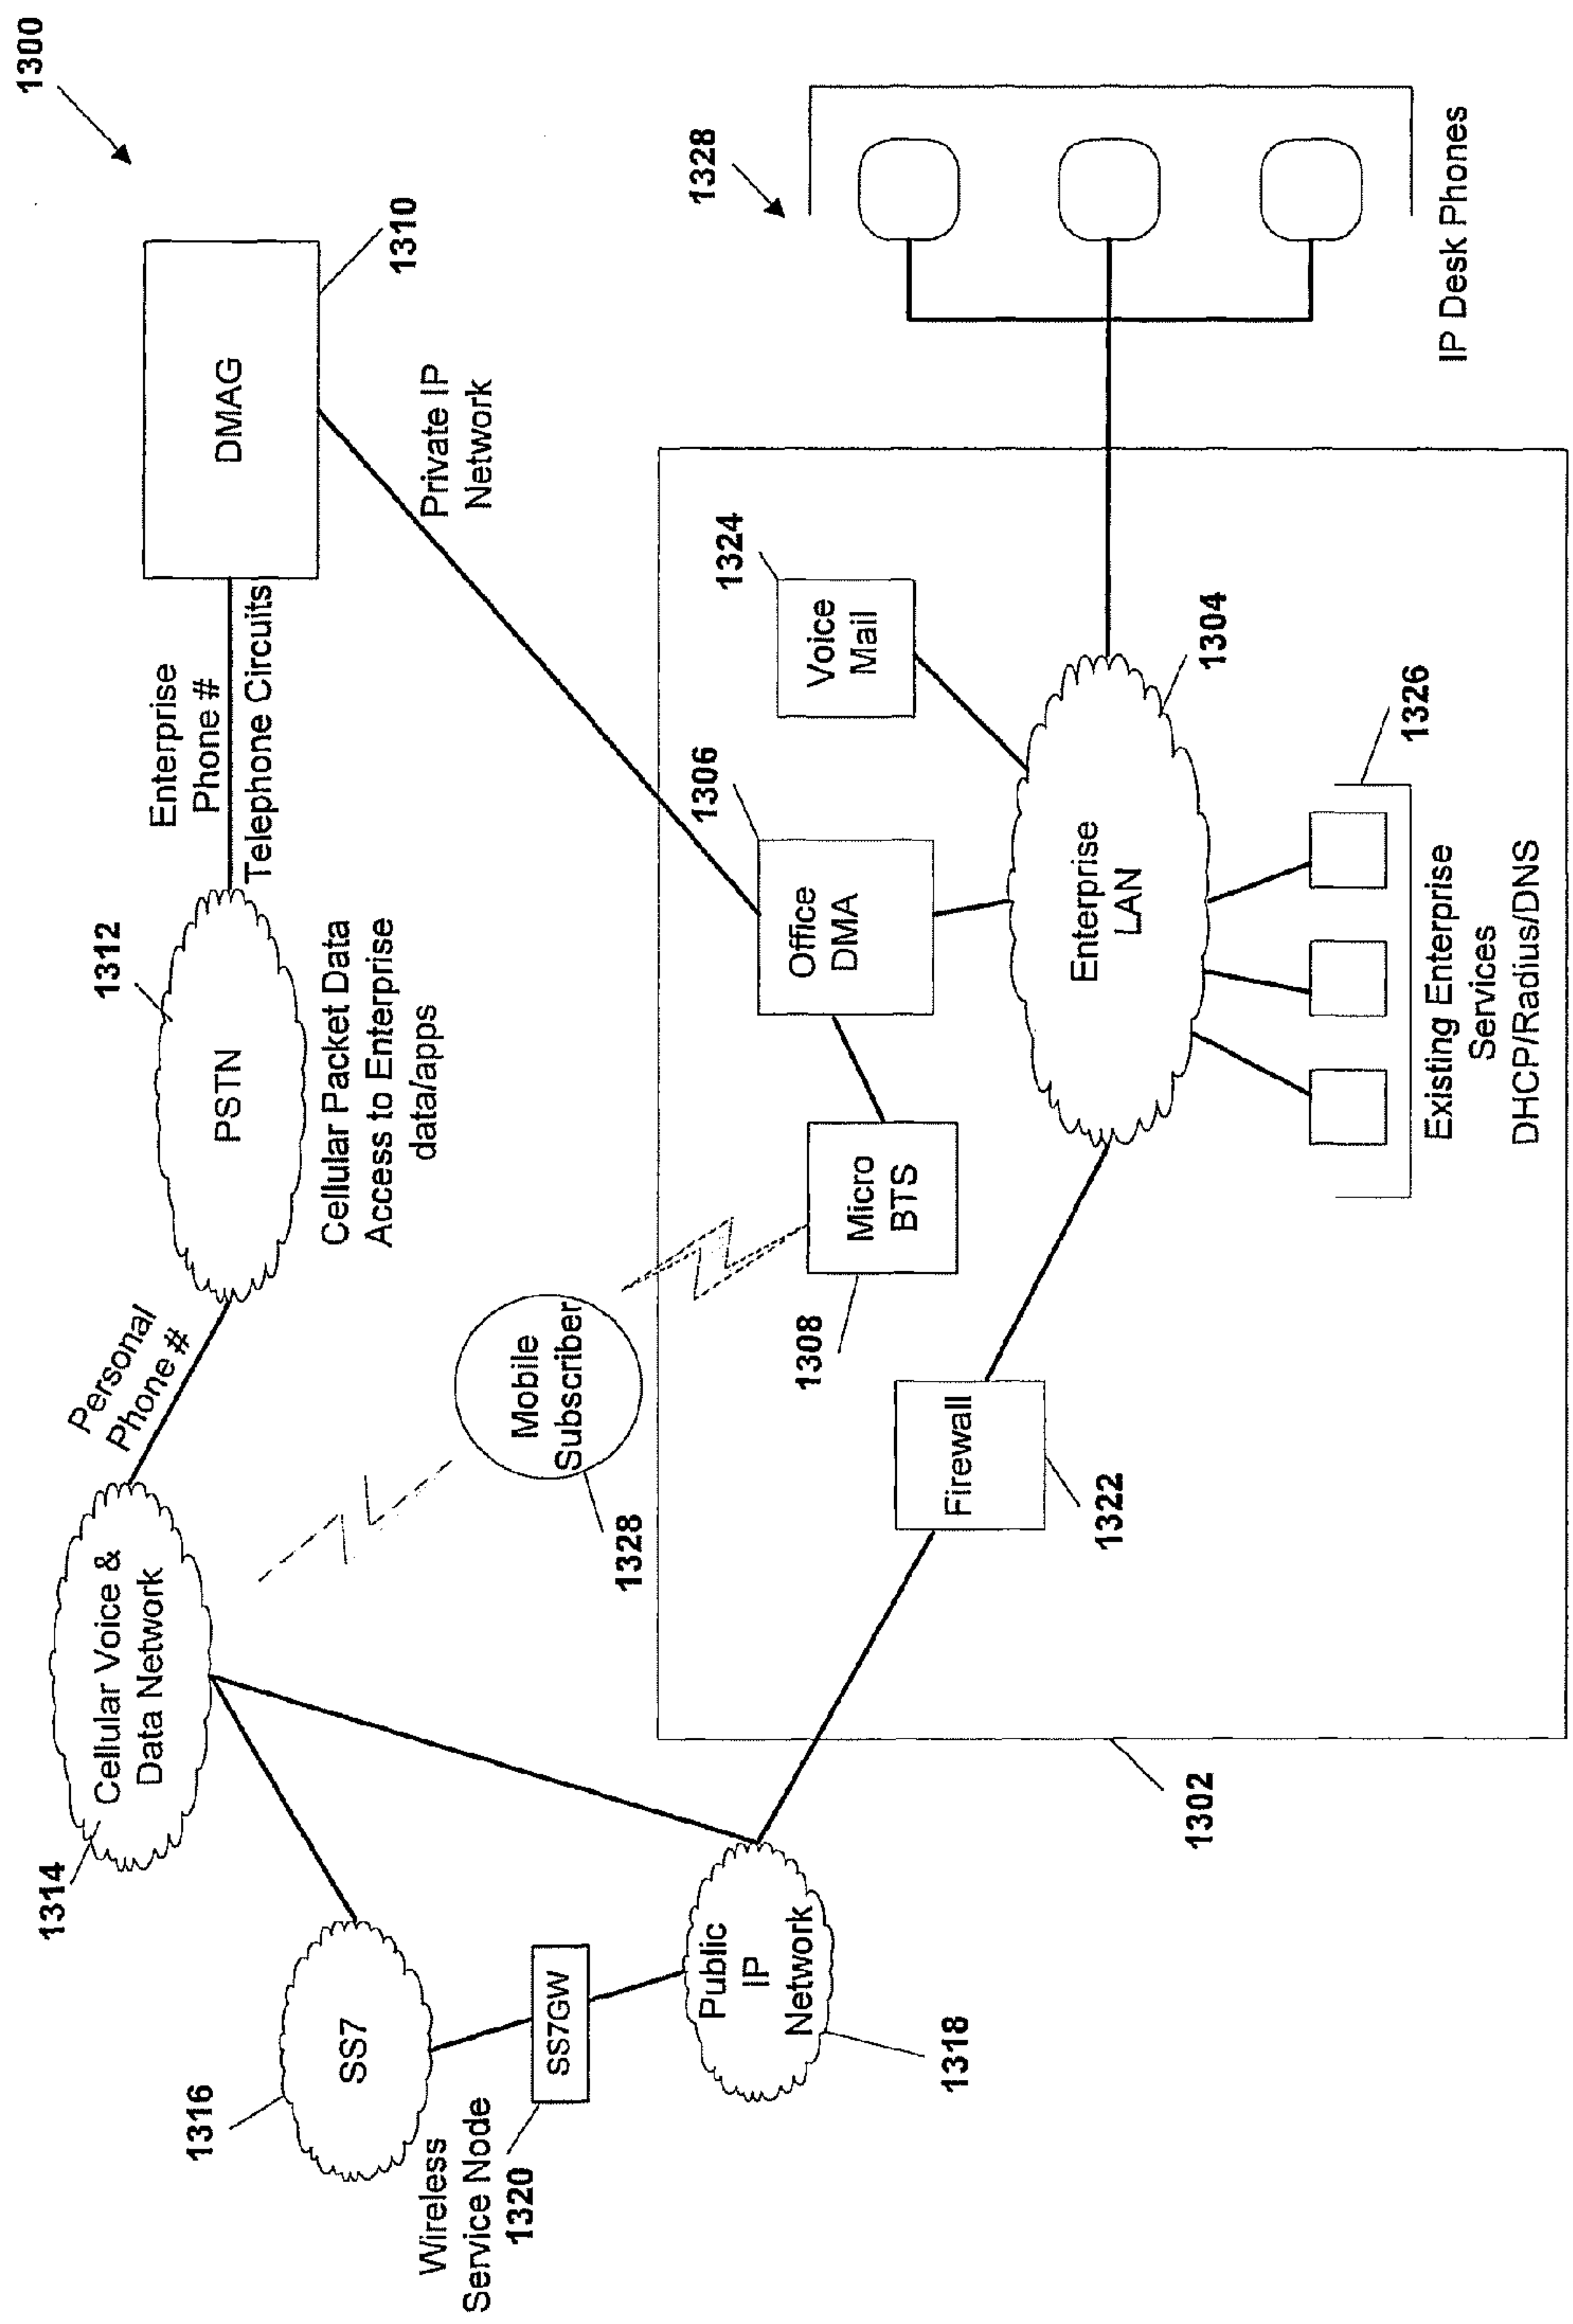 1300
Cellular Voice &
Data Network
1314
Personal
Phone #
PSTN
1312
Enterprise
Phone #
Telephone Circuits
DMAG
1310
SS7
1316
Cellular Packet Data
Access to Enterprise
data/apps
Private IP
Network
Wireless
Service Node
1320
SS7GW
Mobile
Subscriber
1328
Public
IP
Network
1318
1302
Firewall
1322
Micro
BTS
1308
Office
DMA
1306
Voice
Mail
1324
Enterprise
LAN
1304
1328
IP Desk Phones
1326
Existing Enterprise
Services
DHCP/Radius/DNS